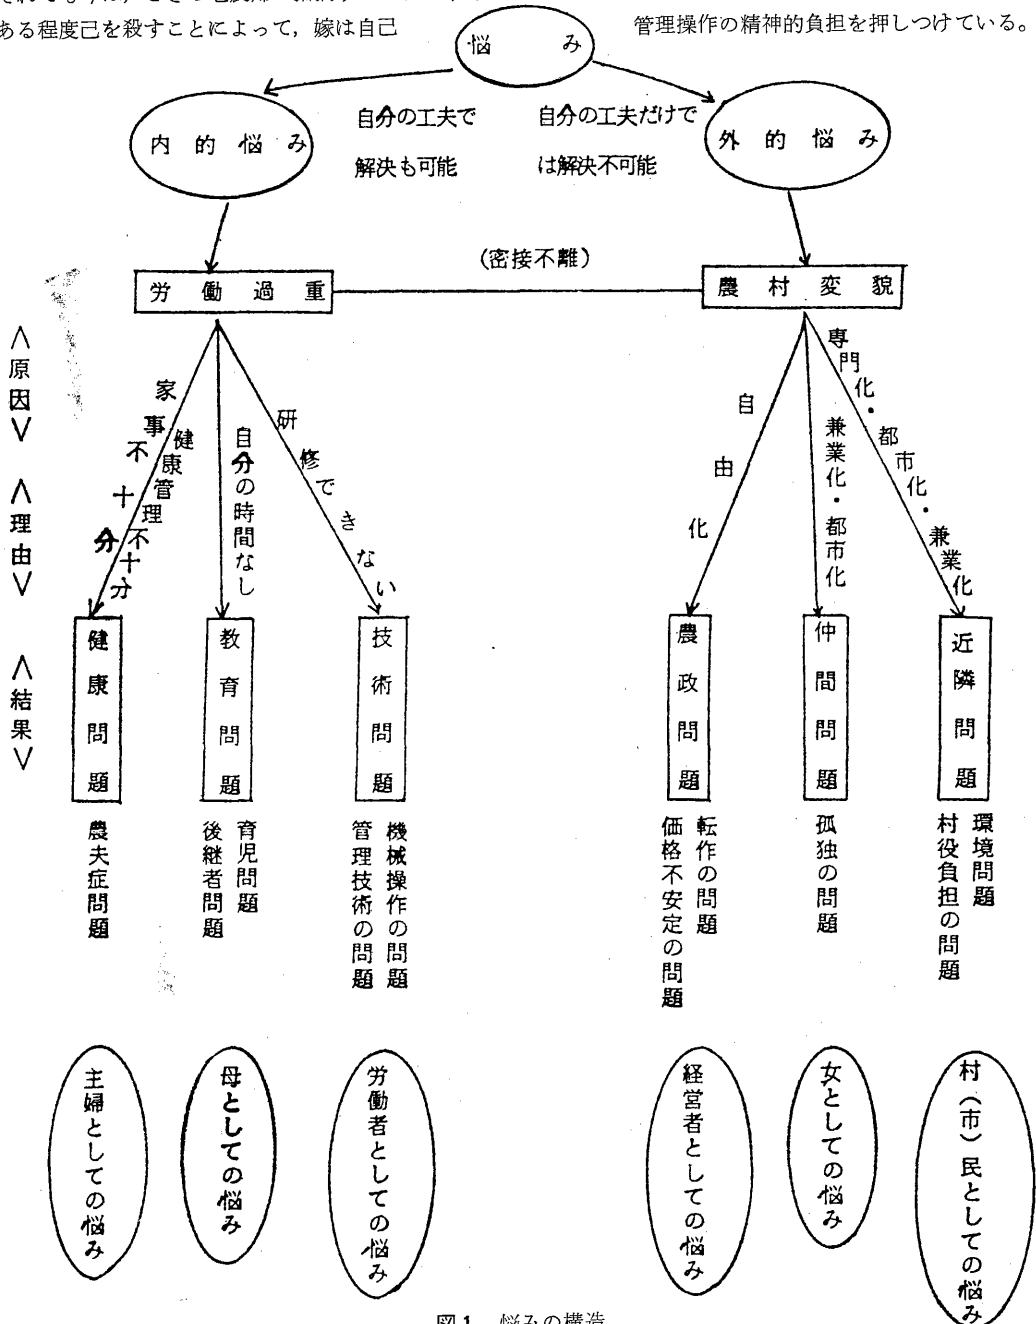 ある程度己を殺すことによって，嫁は自己
管理操作の精神的負担を押しつけている。
悩み
内的悩み
自分の工夫で
解決も可能
自分の工夫だけで
は解決不可能
外的悩み
労働過重
(密接不離)
農村変貌
<原因>
<理由>
<結果>
家事不十分
健康管理不十分
自分の時間なし
研修できない
自由化
兼業化・都市化
専門化・都市化・兼業化
健康問題
教育問題
技術問題
農政問題
仲間問題
近隣問題
農夫症問題
育児問題
後継者問題
機械操作の問題
管理技術の問題
転作の問題
価格不安定の問題
孤独の問題
環境問題
村役負担の問題
主婦としての悩み
母としての悩み
労働者としての悩み
経営者としての悩み
女としての悩み
村(市)民としての悩み
図1 悩みの構造